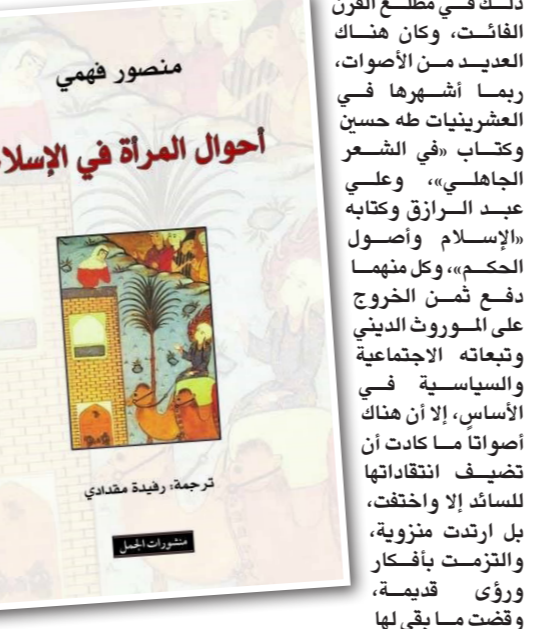 ذلك في مطلع القرن
الفائت، وكان هناك
العديد من الأصوات،
ربما أشهرها في
العشرينيات طه حسين
وكتاب «في الشعر
الجاهلي»، وعلي
عبد الرازق وكتابه
«الإسلام وأصول
الحكم»، وكل منهما
دفع ثمن الخروج
على الموروث الديني
وتبعاته الاجتماعية
والسياسية في
الأساسٍ، إلا أن هناك
أصواتاً ما كادت أن
تضيف انتقاداتها
للسائد إلا واختفت،
بل ارتدت منزوية،
والتزمت بأفكار
ورؤى قديمة،
وقضت ما بقي لها
منصور فهمي
أحوال المرأة في الإسلا
ترجمة: رفيدة مقدادي
منشورات الجمل